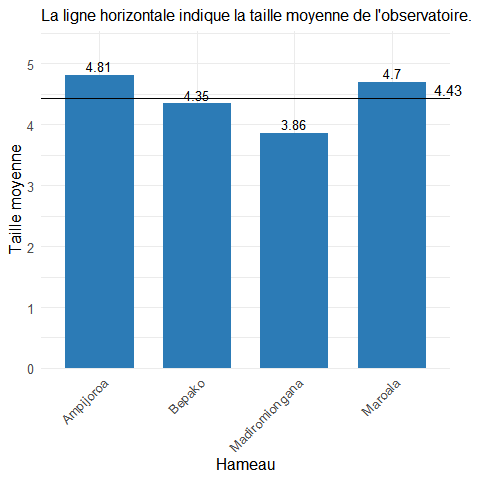 La ligne horizontale indique la taille moyenne de l'observatoire.
Taille moyenne
5
4
3
2
1
0
4.81
4.35
3.86
4.7
4.43
Ampijoroa
Bepako
Madiromiongana
Maroala
Hameau